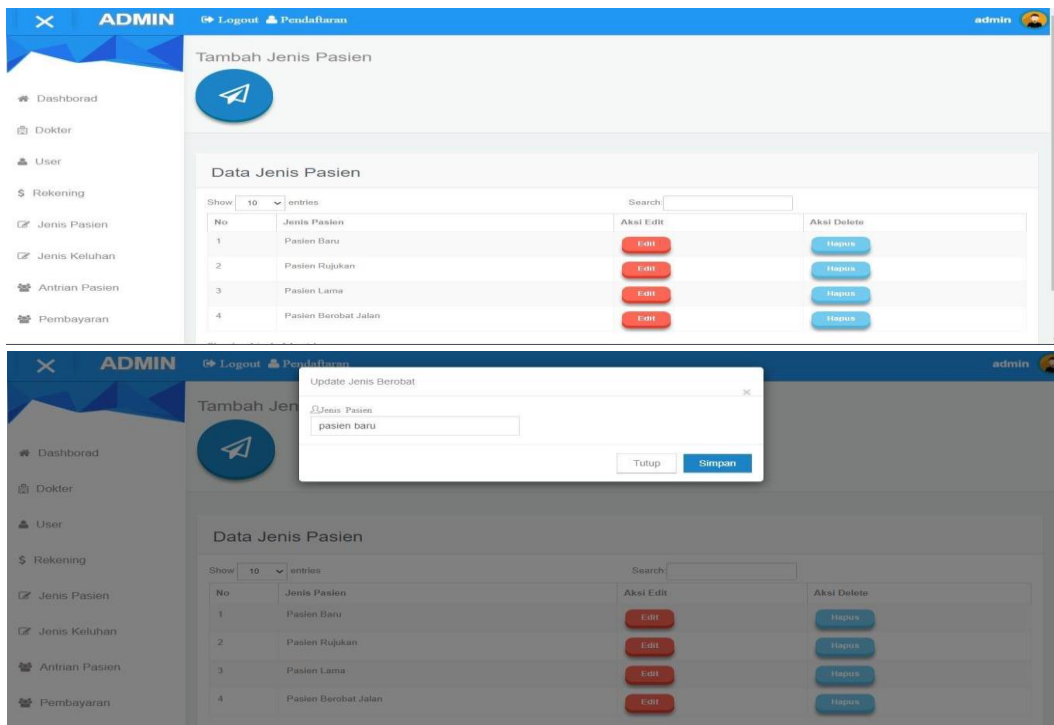 ADMIN Logout Pendaftaran admin
Tambah Jenis Pasien
Dashborad
Dokter
User
Rekening
Jenis Pasien
Jenis Keluhan
Antrian Pasien
Pembayaran
Data Jenis Pasien
Show 10 entries Search:
No Jenis Pasien Aksi Edit Aksi Delete
1 Pasien Baru Edit Hapus
2 Pasien Rujukan Edit Hapus
3 Pasien Lama Edit Hapus
4 Pasien Berobat Jalan Edit Hapus
ADMIN Logout Pendaftaran admin
Update Jenis Berobat ×
Jenis Pasien
pasien baru
Tutup Simpan
Tambah Jen
Dashborad
Dokter
User
Rekening
Jenis Pasien
Jenis Keluhan
Antrian Pasien
Pembayaran
Data Jenis Pasien
Show 10 entries Search:
No Jenis Pasien Aksi Edit Aksi Delete
1 Pasien Baru Edit Hapus
2 Pasien Rujukan Edit Hapus
3 Pasien Lama Edit Hapus
4 Pasien Berobat Jalan Edit Hapus